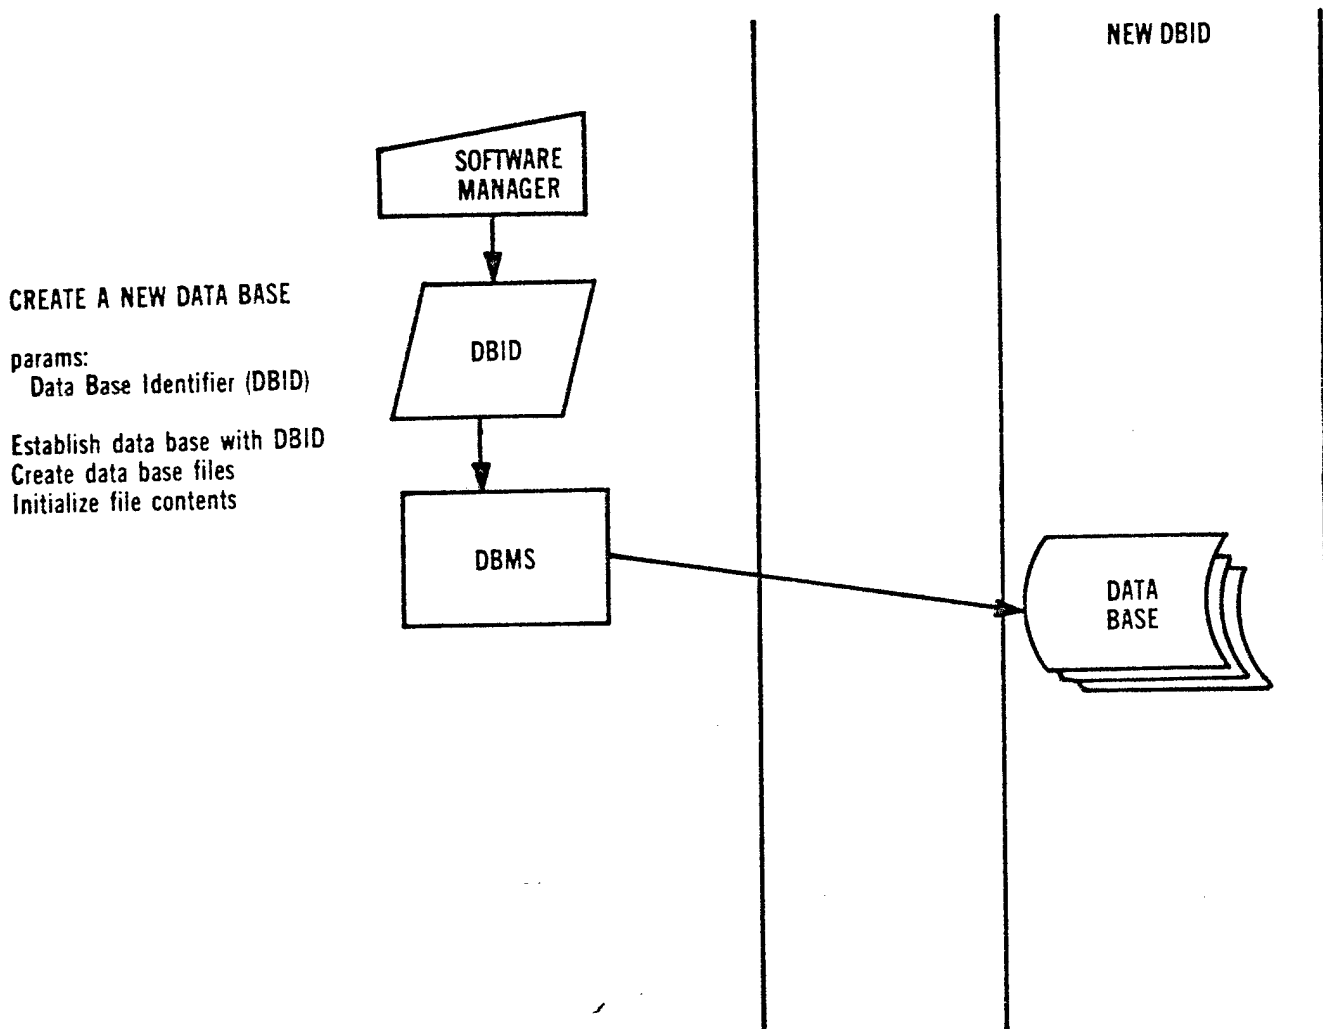 NEW DBID
SOFTWARE
MANAGER
CREATE A NEW DATA BASE
params:
Data Base Identifier (DBID)
Establish data base with DBID
Create data base files
Initialize file contents
DBID
DBMS
DATA
BASE